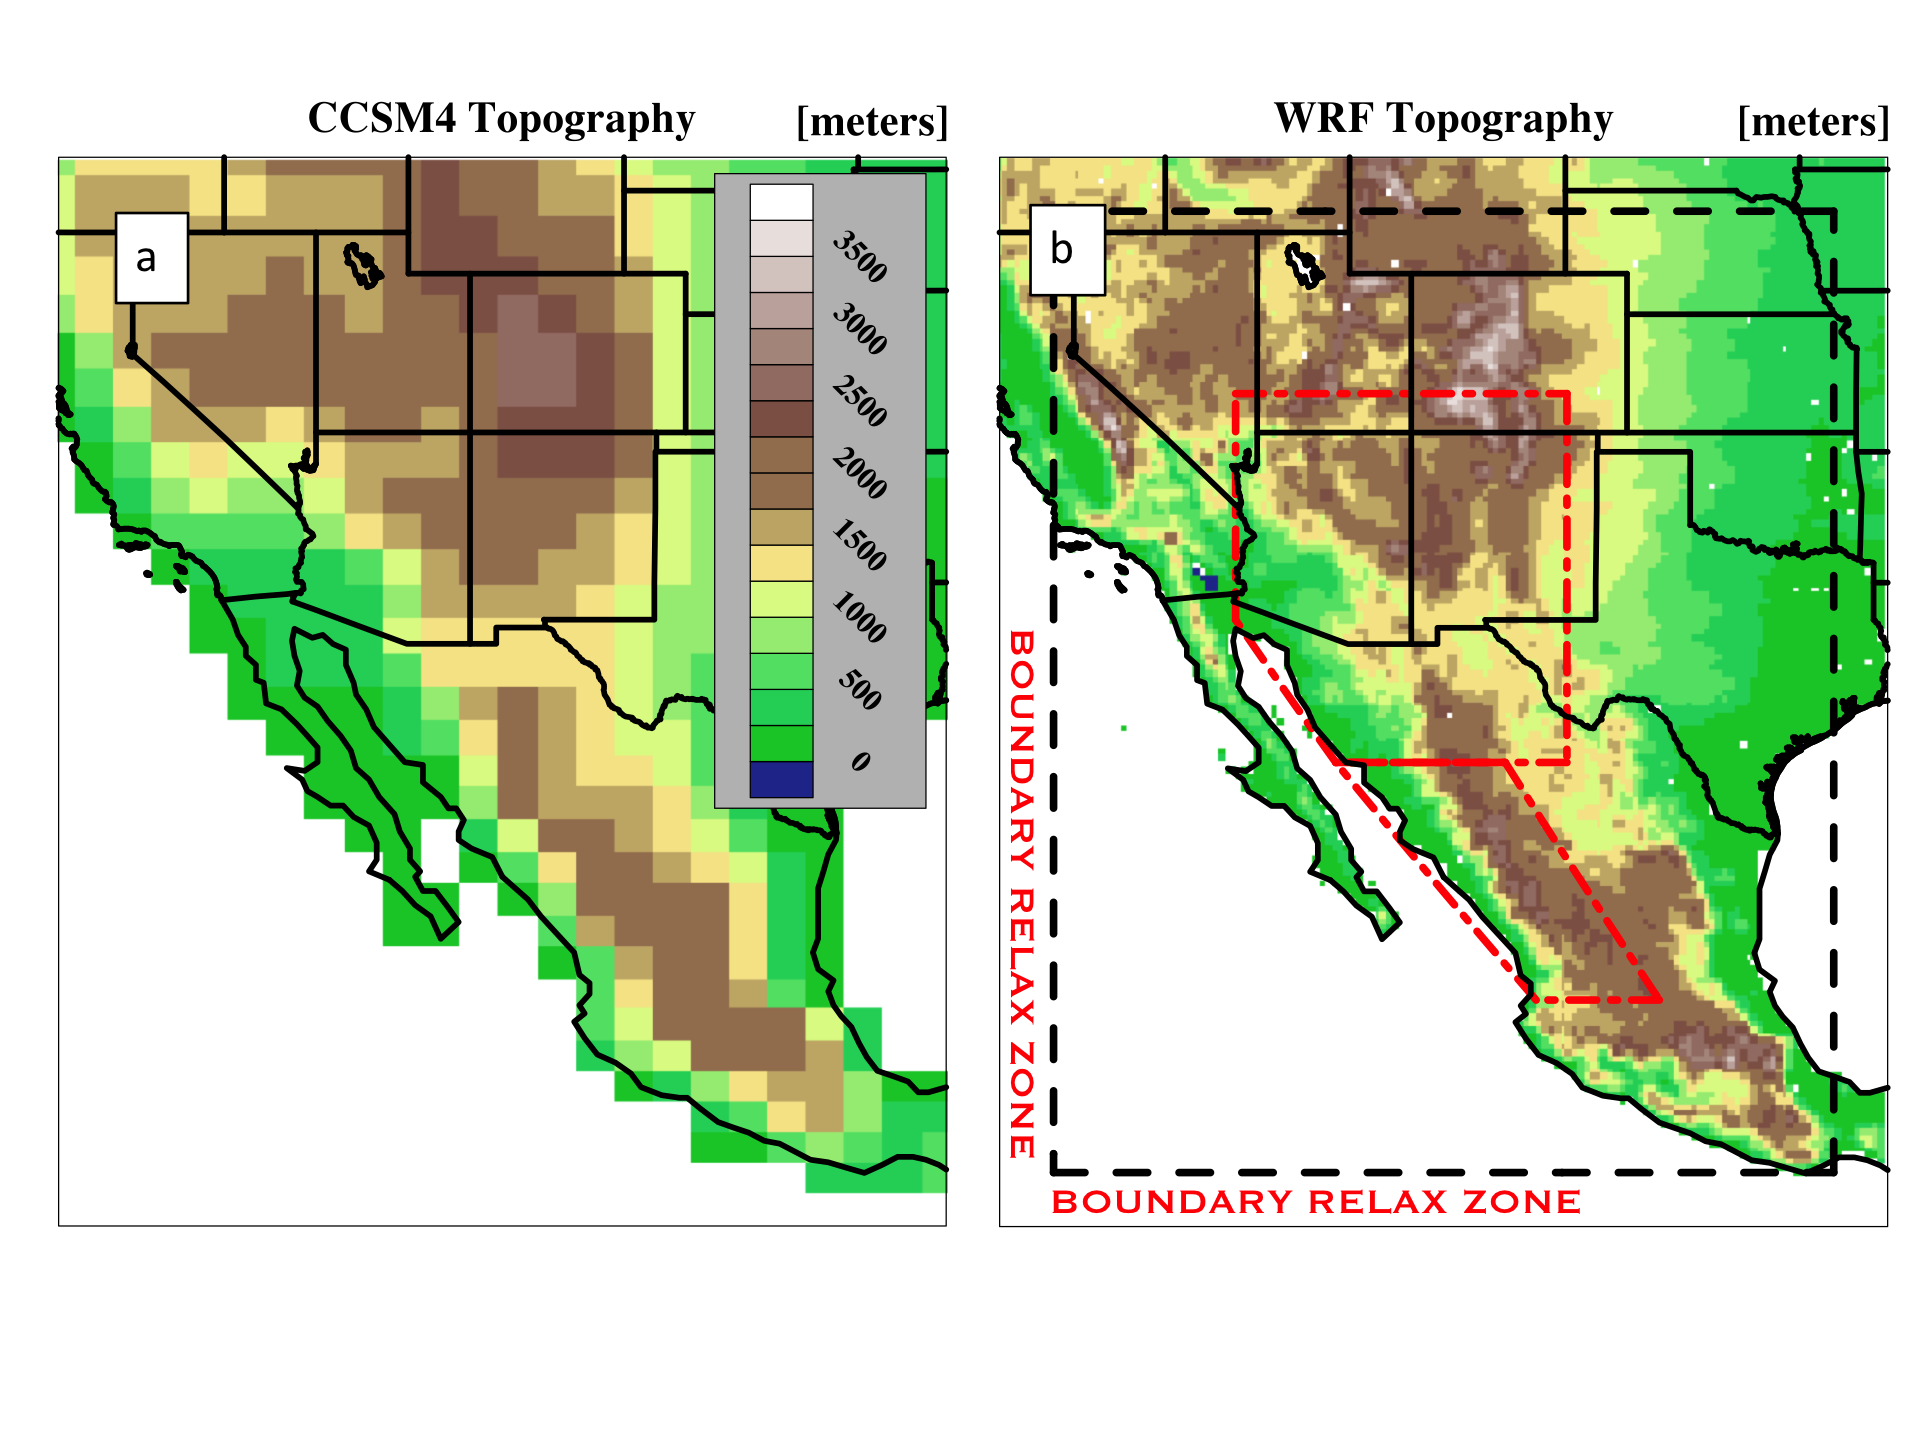 CCSM4 Topography
[meters]
a
3500
3000
2500
2000
1500
1000
500
0
WRF Topography
[meters]
b
BOUNDARY RELAX ZONE
BOUNDARY RELAX ZONE